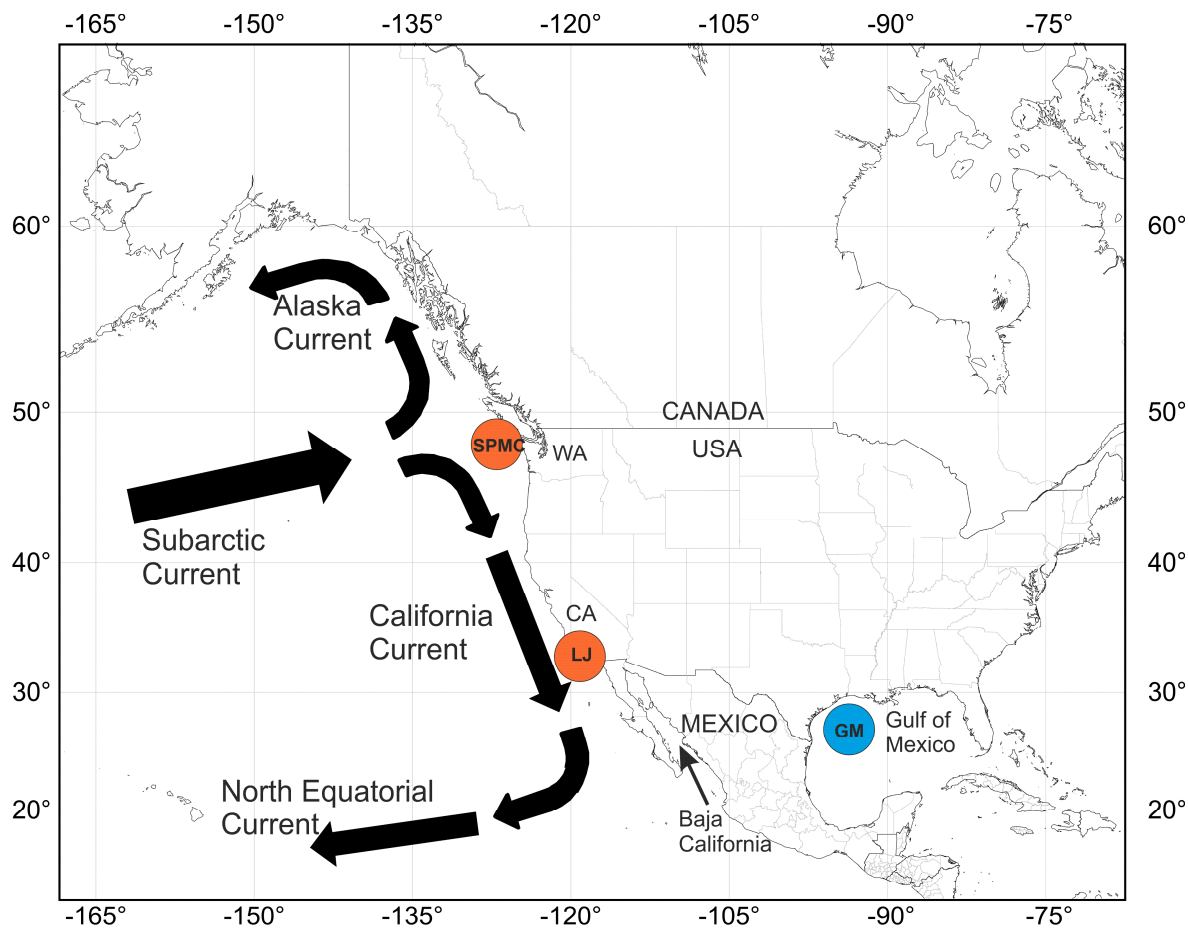 -165° -150° -135° -120° -105° -90° -75°
60° 60°
Alaska
Current
50° 50°
CANADA
SPMC
WA
USA
Subarctic
Current
40° 40°
California
Current
CA
LJ
30° 30°
MEXICO
GM
Gulf of
Mexico
North Equatorial
Current
20° 20°
Baja
California
-165° -150° -135° -120° -105° -90° -75°